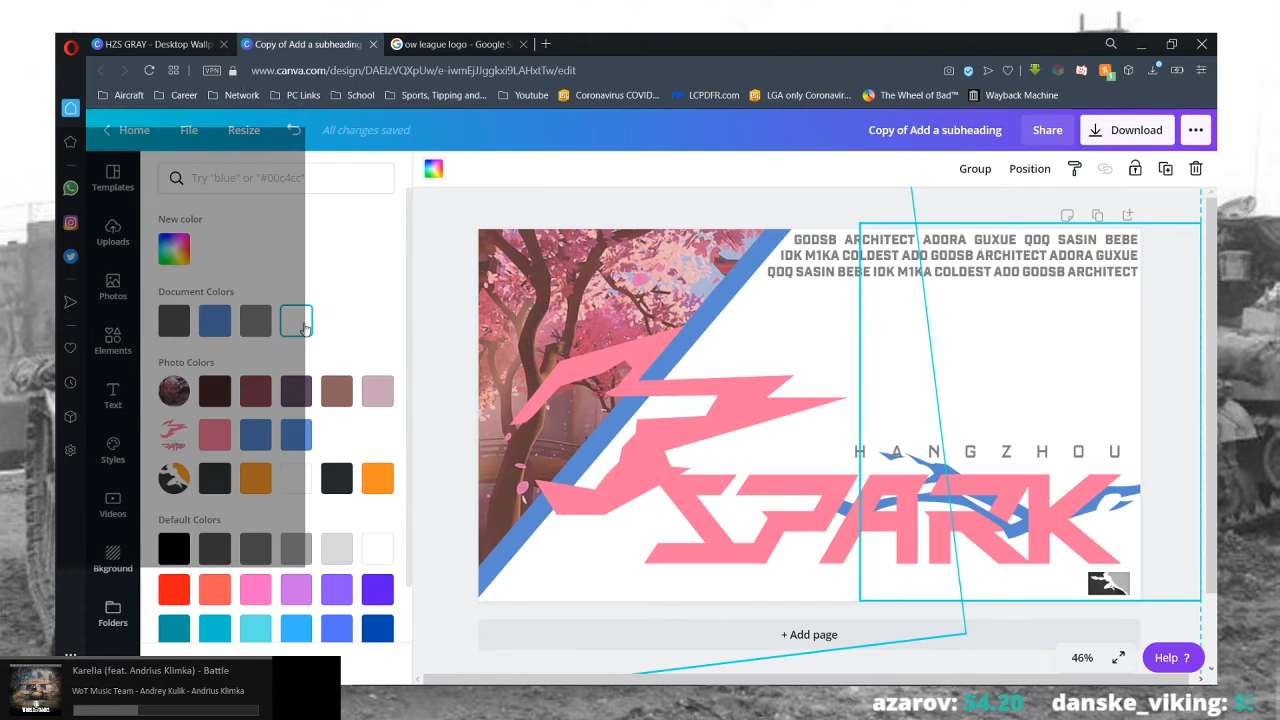 HZS GRAY - Desktop Wallp
Copy of Add a subheading
ow league logo - Google S
VPN
www.canva.com/design/DAEIzVQXpUw/e-iwmEjJJggkxi9LAHxtTw/edit
Aircraft
Career
Network
PC Links
School
Sports, Tipping and...
Youtube
Coronavirus COVID...
LCPDFR.com
LGA only Coronavir...
The Wheel of Bad™
Wayback Machine
Home
File
Resize
All changes saved
Copy of Add a subheading
Share
Download
Templates
Uploads
Photos
Elements
Text
Styles
Videos
Bkground
Folders
Try "blue" or "#00c4cc"
New color
Document Colors
Photo Colors
Default Colors
Group
Position
GODSB ARCHITECT ADORA GUXUE QOQ SASIN BEBE
IDK M1KA COLDEST ADO GODSB ARCHITECT ADORA GUXUE
QOQ SASIN BEBE IDK M1KA COLDEST ADO GODSB ARCHITECT
HANGZHOU
SPARK
+ Add page
46%
Help ?
Karelia (feat. Andrius Klimka) - Battle
WoT Music Team - Andrey Kulik - Andrius Klimka
azarov: $4.20 danske_viking: